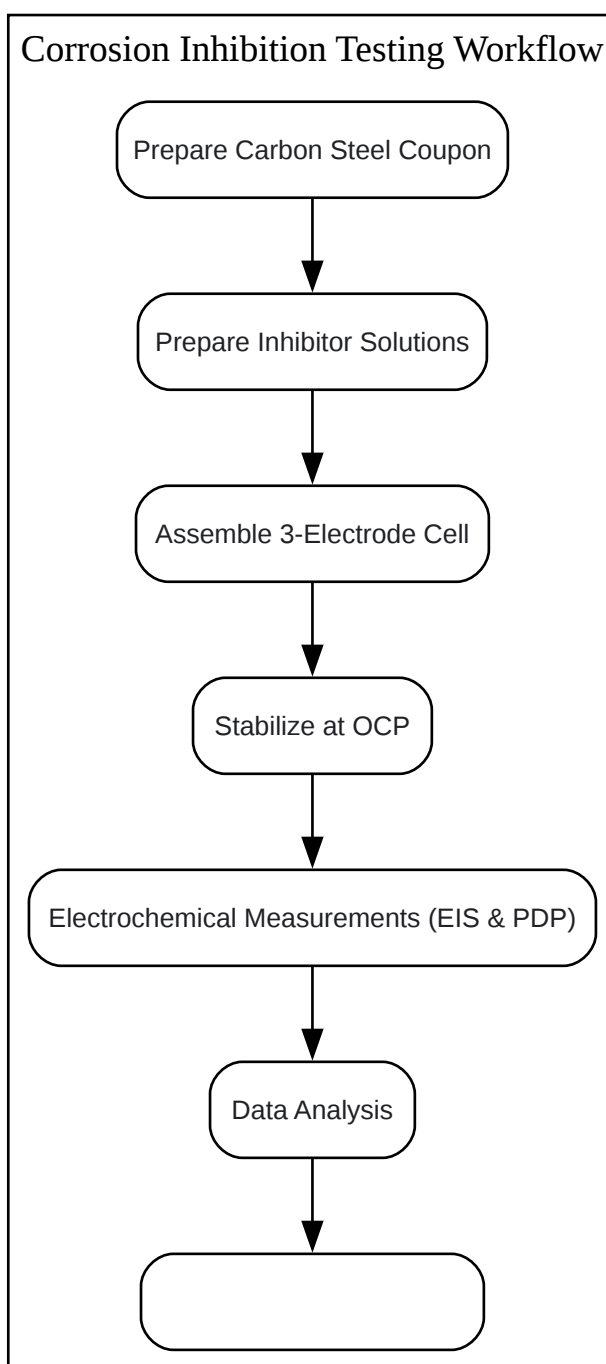 Corrosion Inhibition Testing Workflow
Prepare Carbon Steel Coupon
Prepare Inhibitor Solutions
Assemble 3-Electrode Cell
Stabilize at OCP
Electrochemical Measurements (EIS & PDP)
Data Analysis